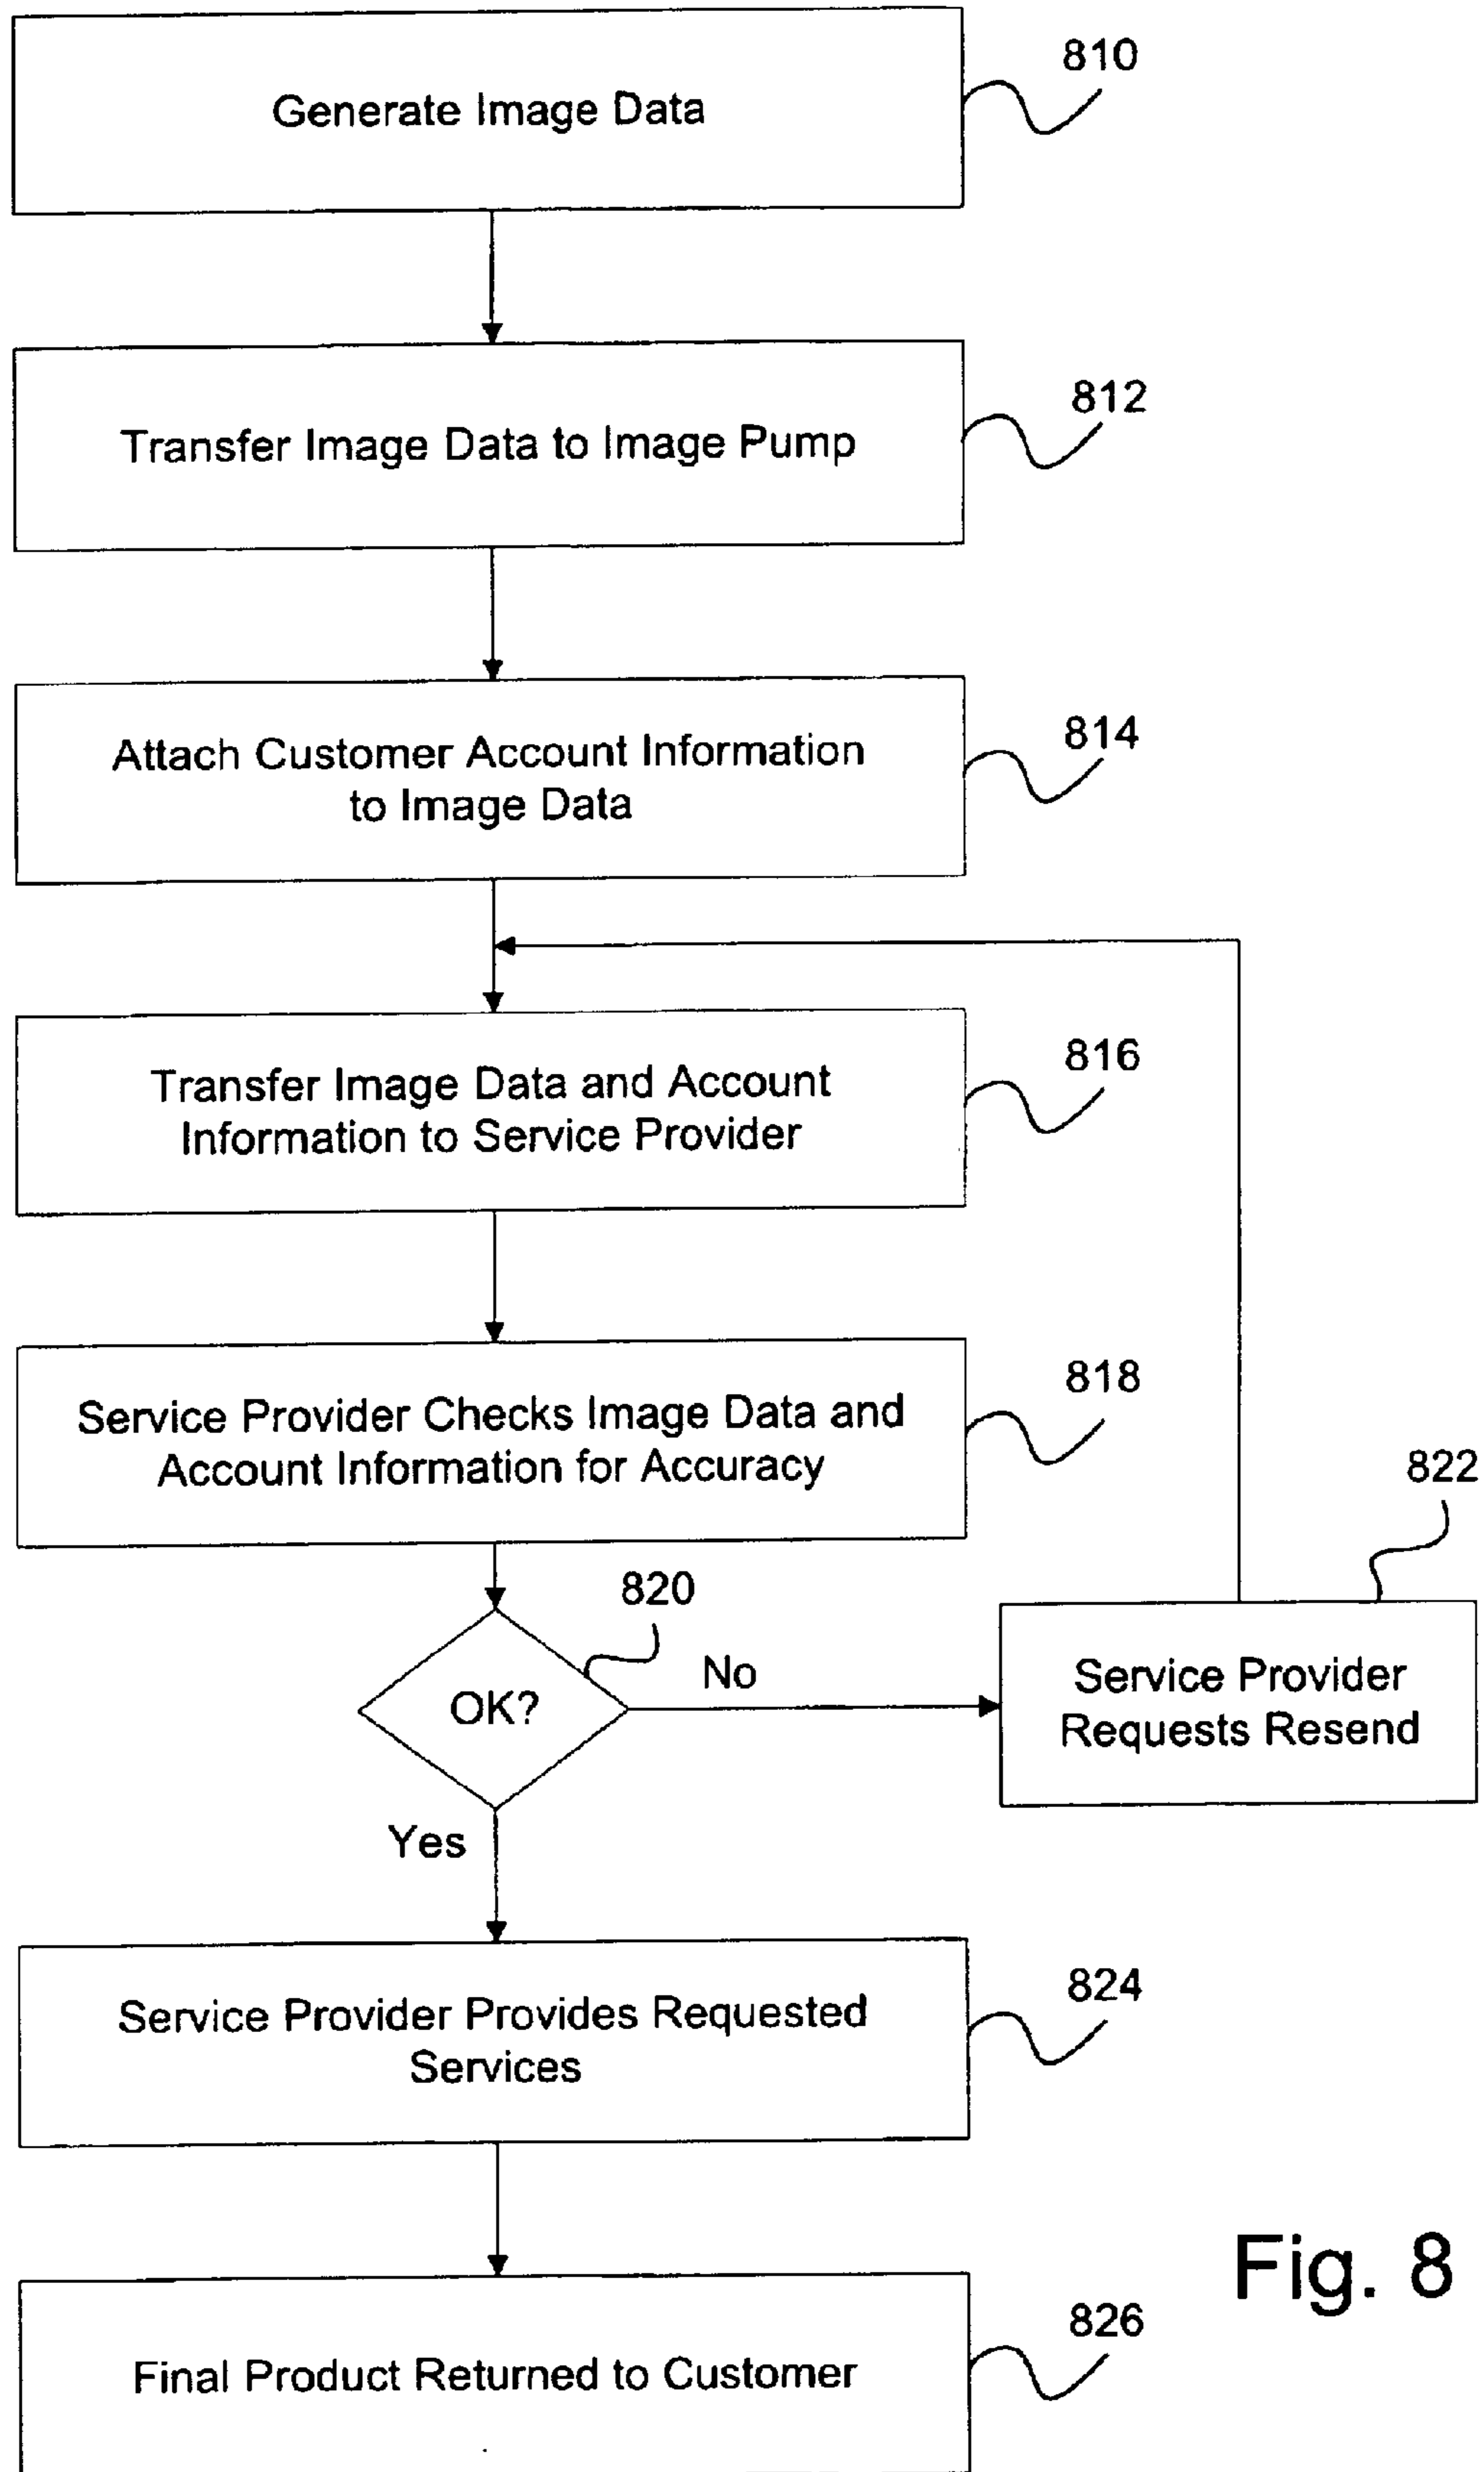 810
Generate Image Data
812
Transfer Image Data to Image Pump
814
Attach Customer Account Information
to Image Data
816
Transfer Image Data and Account
Information to Service Provider
818
Service Provider Checks Image Data and
Account Information for Accuracy
820
OK?
No
822
Service Provider
Requests Resend
Yes
824
Service Provider Provides Requested
Services
826
Final Product Returned to Customer
Fig. 8